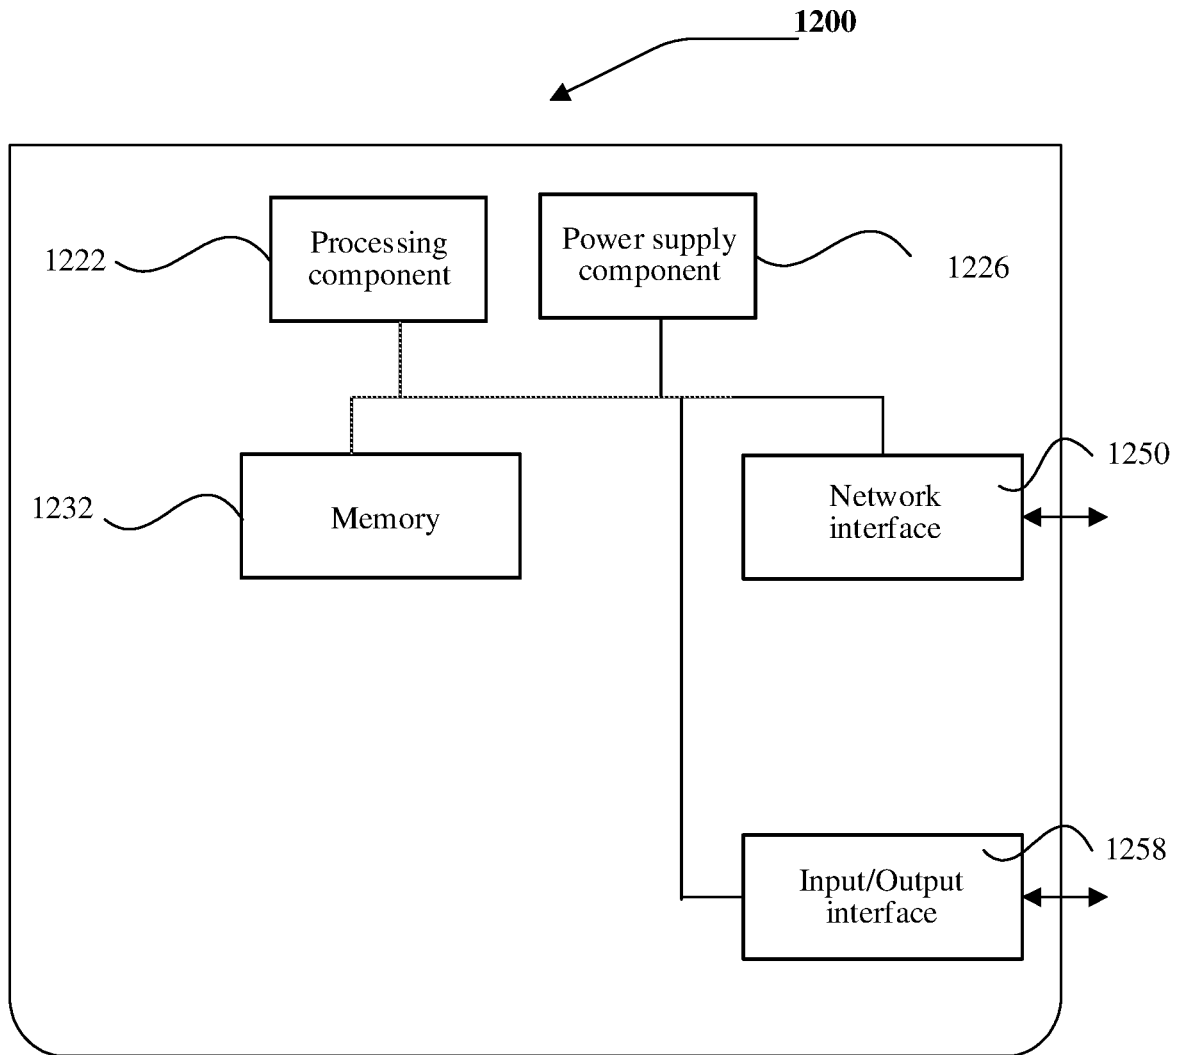 1200
Processing
component
Power supply
component
1222
1226
1250
Network
interface
1232
Memory
1258
Input/Output
interface